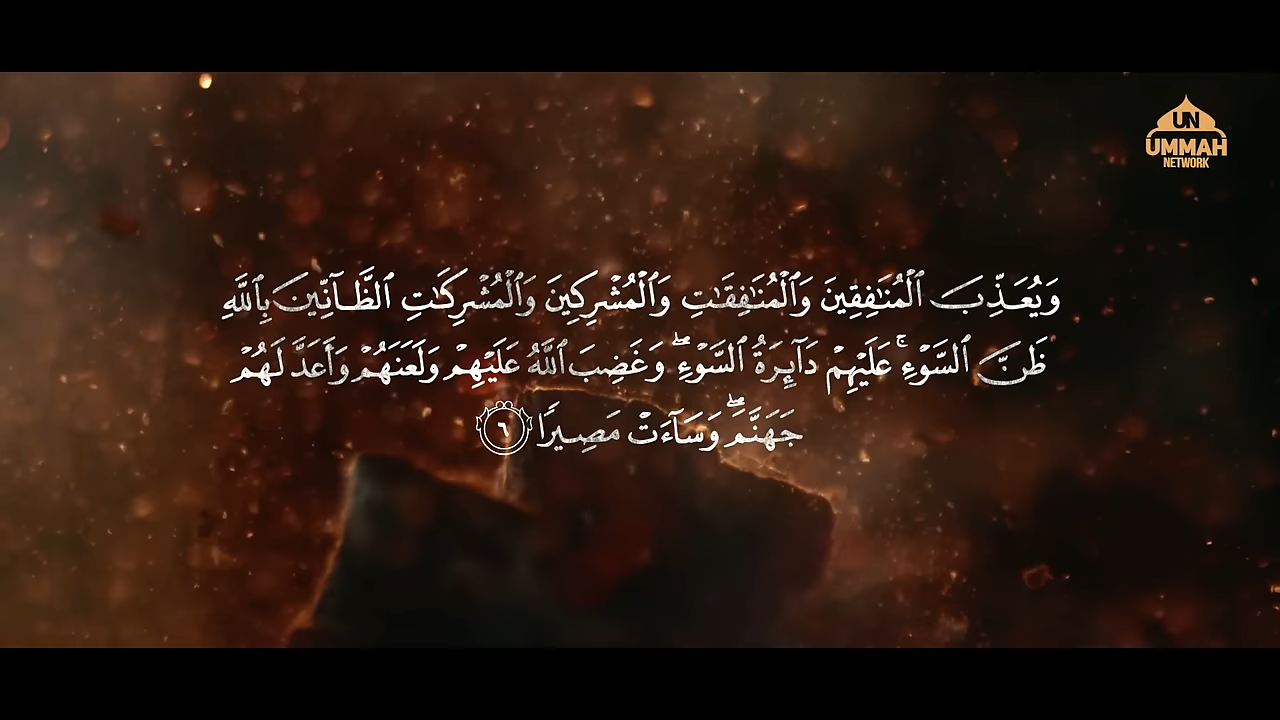 UN
UMMAH
NETWORK
وَيُعَذِّبَ ٱلْمُنَـٰفِقِينَ وَٱلْمُنَـٰفِقَـٰتِ وَٱلْمُشْرِكِينَ وَٱلْمُشْرِكَـٰتِ ٱلظَّآنِّينَ بِٱللَّهِ
ظَنَّ ٱلسَّوْءِ ۚ عَلَيْهِمْ دَآئِرَةُ ٱلسَّوْءِ ۖ وَغَضِبَ ٱللَّهُ عَلَيْهِمْ وَلَعَنَهُمْ وَأَعَدَّ لَهُمْ
جَهَنَّمَ ۖ وَسَآءَتْ مَصِيرًا ٦